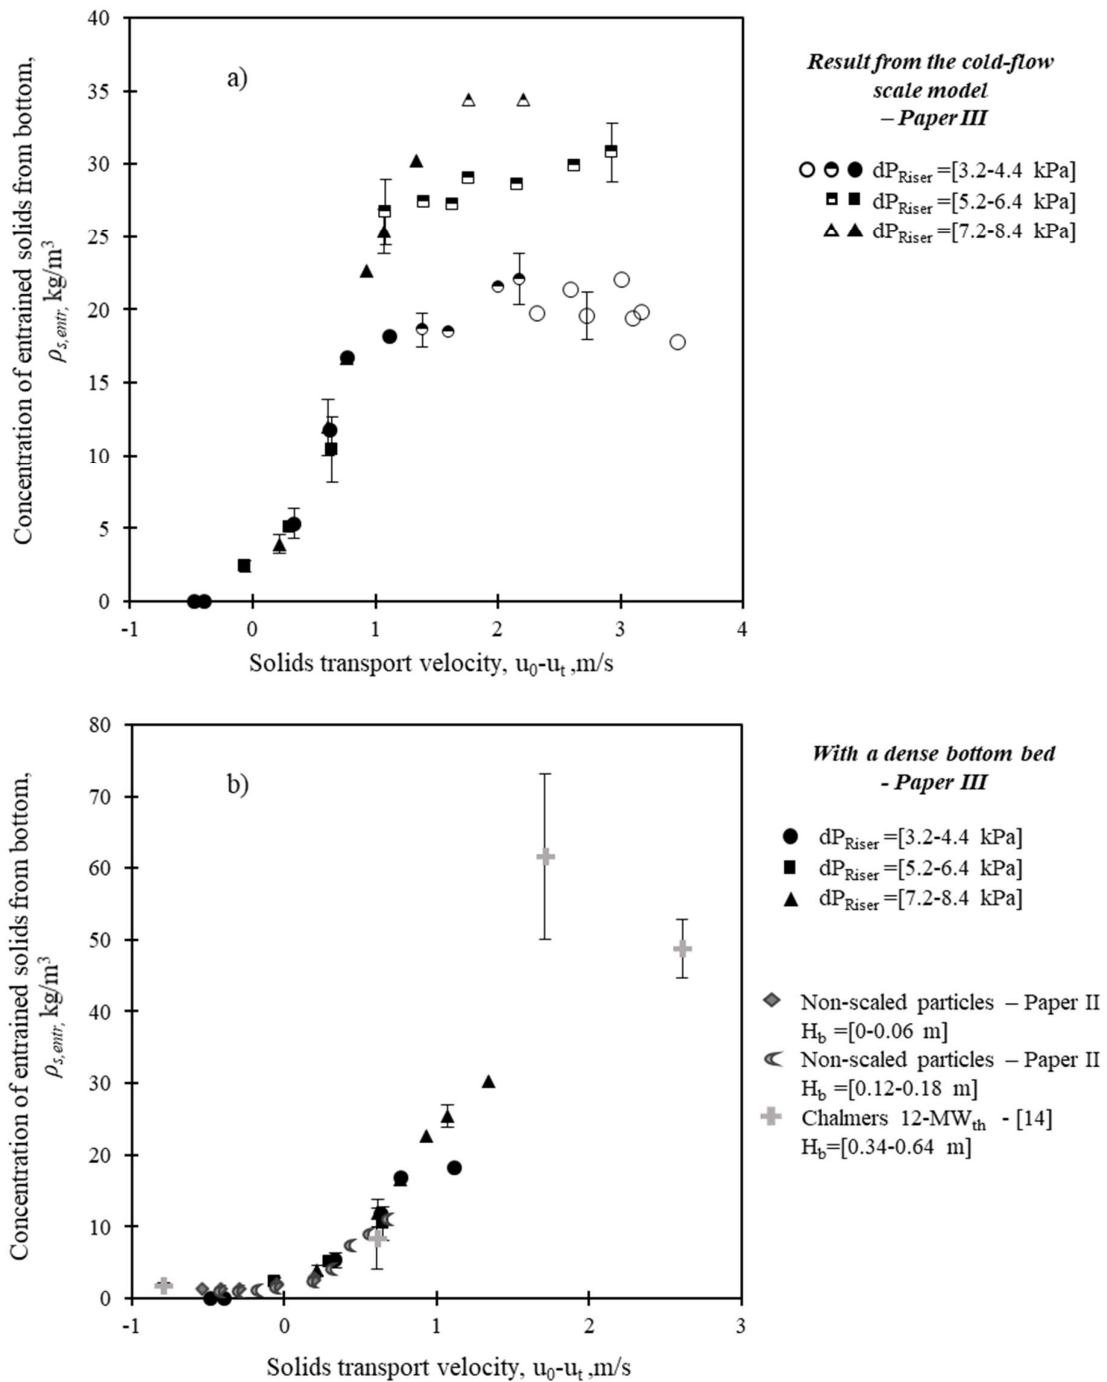 Concentration of entrained solids from bottom,
ρs,entr, kg/m3
40
35
30
25
20
15
10
5
0
a)
-1 0 1 2 3 4
Solids transport velocity, u0-ut ,m/s
Result from the cold-flow
scale model
– Paper III
dPRiser =[3.2-4.4 kPa]
dPRiser =[5.2-6.4 kPa]
dPRiser =[7.2-8.4 kPa]
Concentration of entrained solids from bottom,
ρs,entr, kg/m3
80
70
60
50
40
30
20
10
0
b)
-1 0 1 2 3
Solids transport velocity, u0-ut ,m/s
With a dense bottom bed
- Paper III
dPRiser =[3.2-4.4 kPa]
dPRiser =[5.2-6.4 kPa]
dPRiser =[7.2-8.4 kPa]
Non-scaled particles – Paper II
Hb =[0-0.06 m]
Non-scaled particles – Paper II
Hb =[0.12-0.18 m]
Chalmers 12-MWth - [14]
Hb=[0.34-0.64 m]